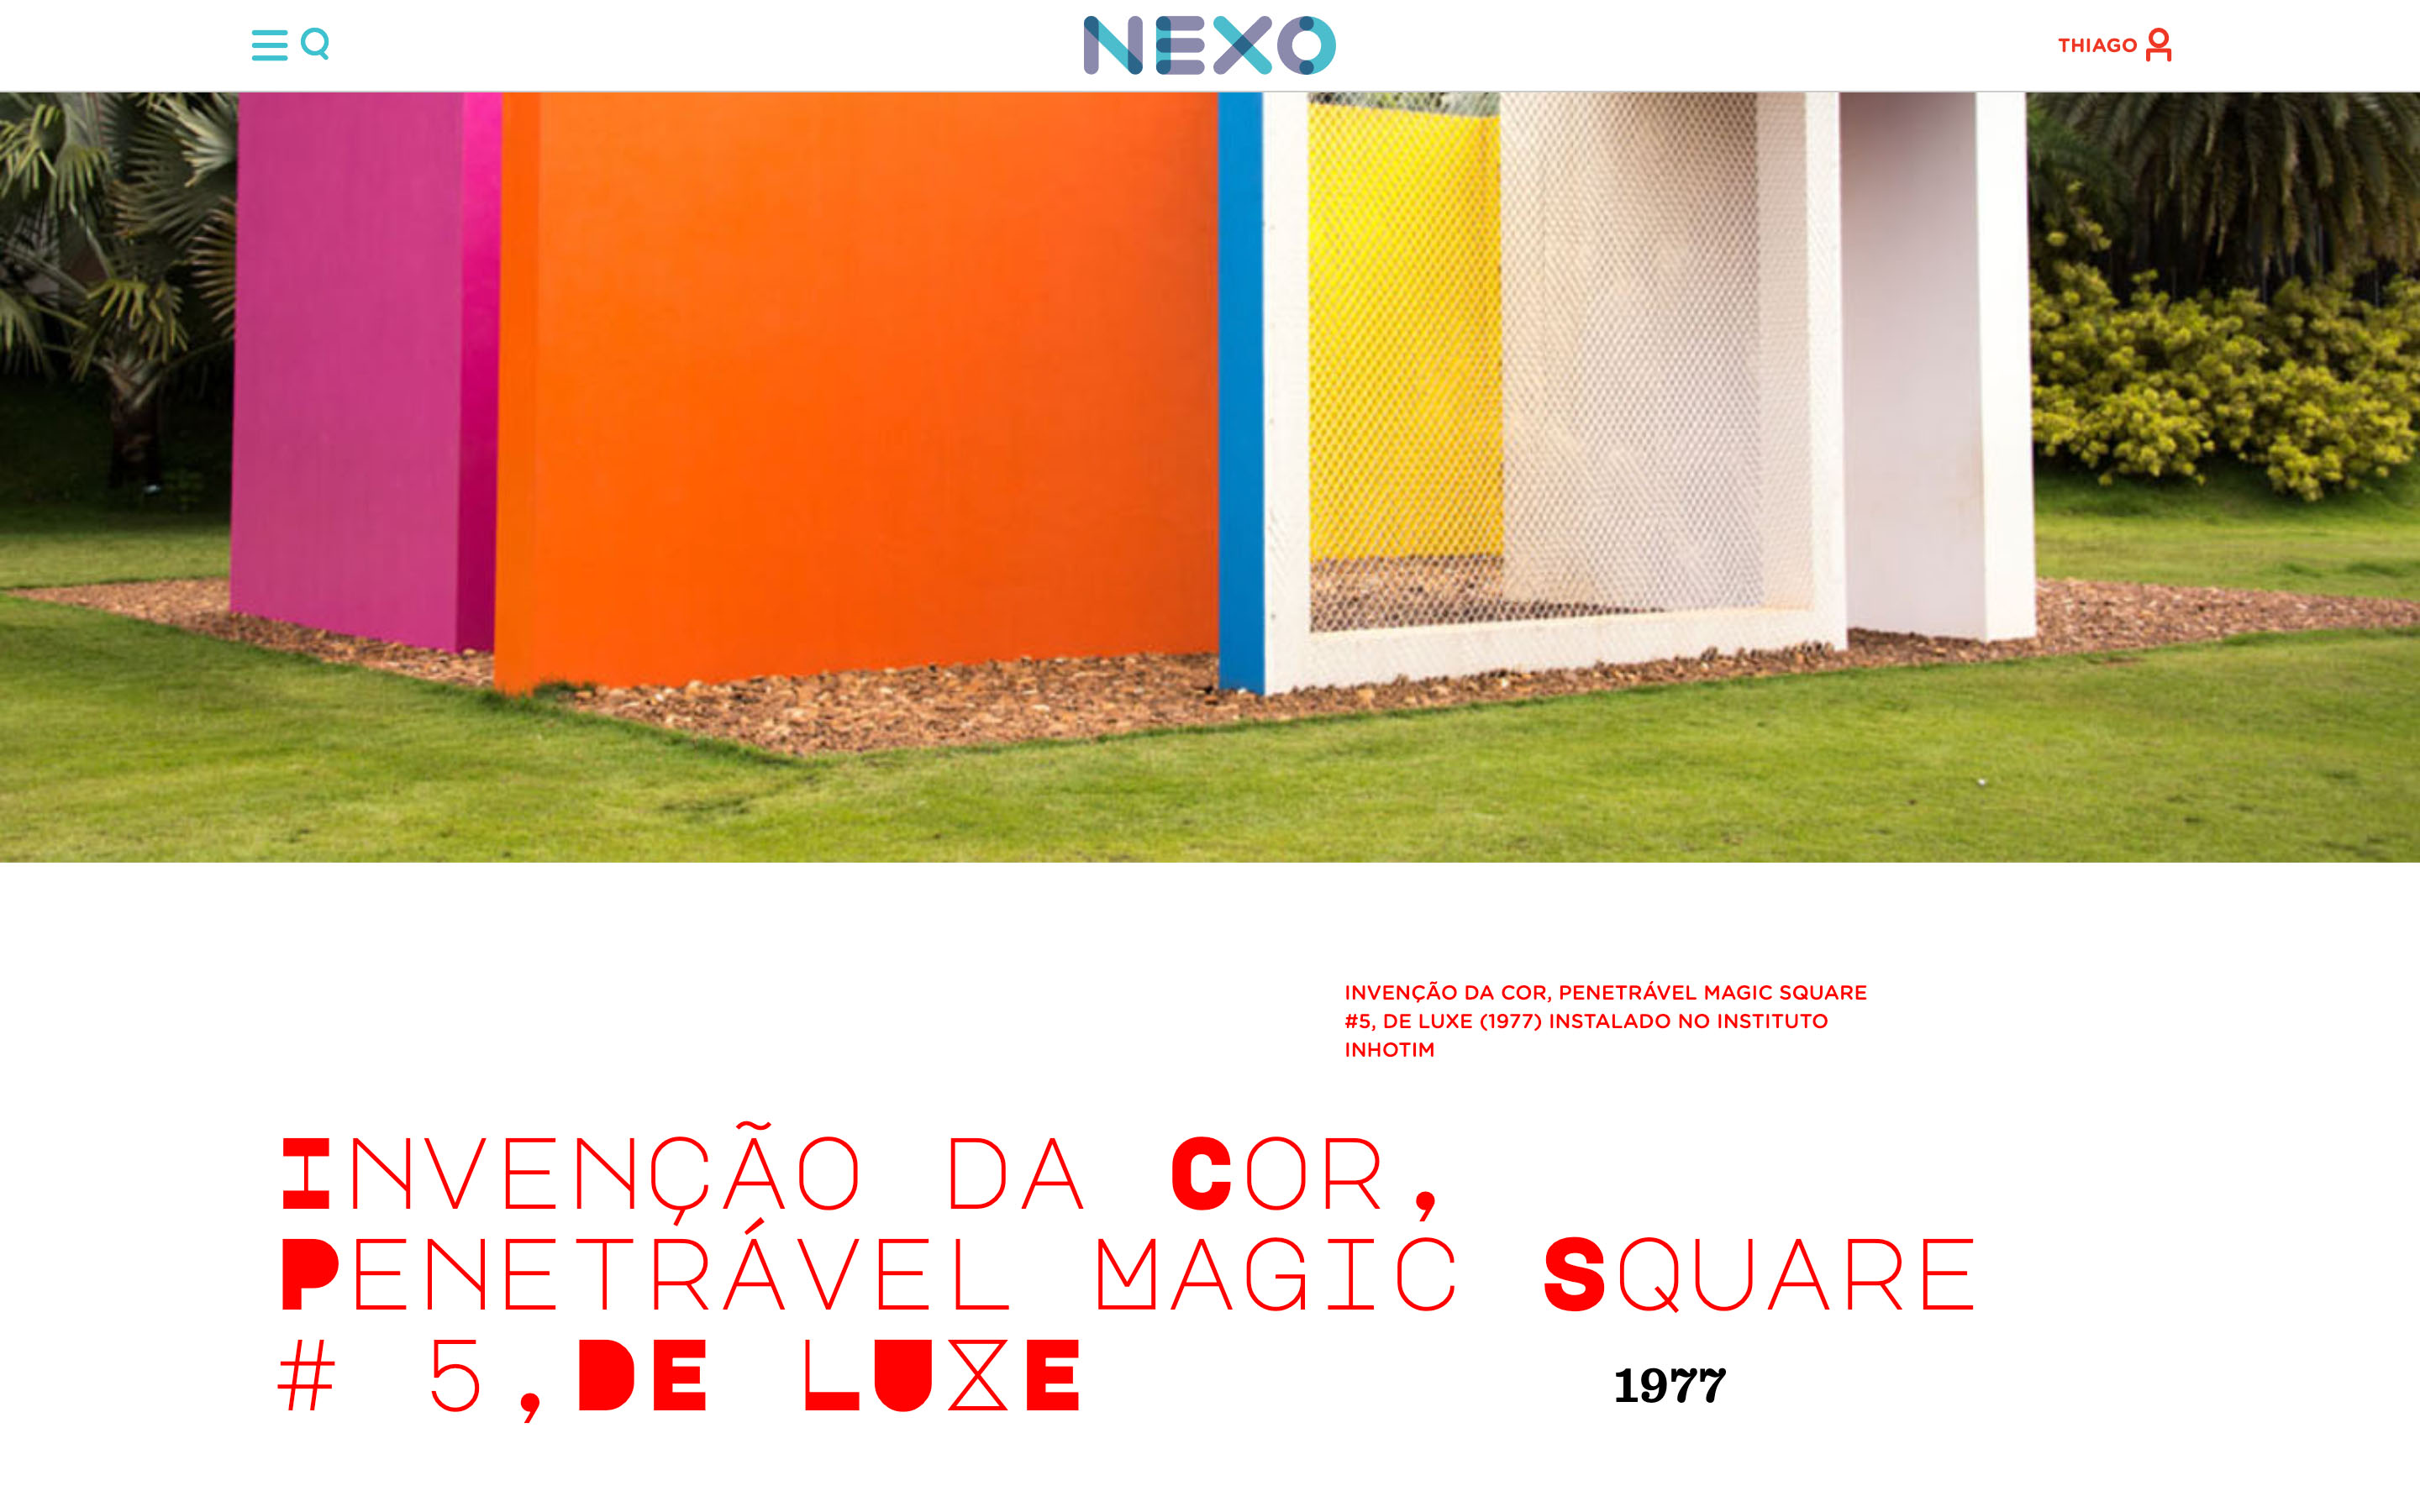 NEXO
THIAGO
INVENÇÃO DA COR, PENETRÁVEL MAGIC SQUARE
#5, DE LUXE (1977) INSTALADO NO INSTITUTO
INHOTIM
INVENÇÃO DA COR,
PENETRÁVEL MAGIC SQUARE
# 5, DE LUXE
1977